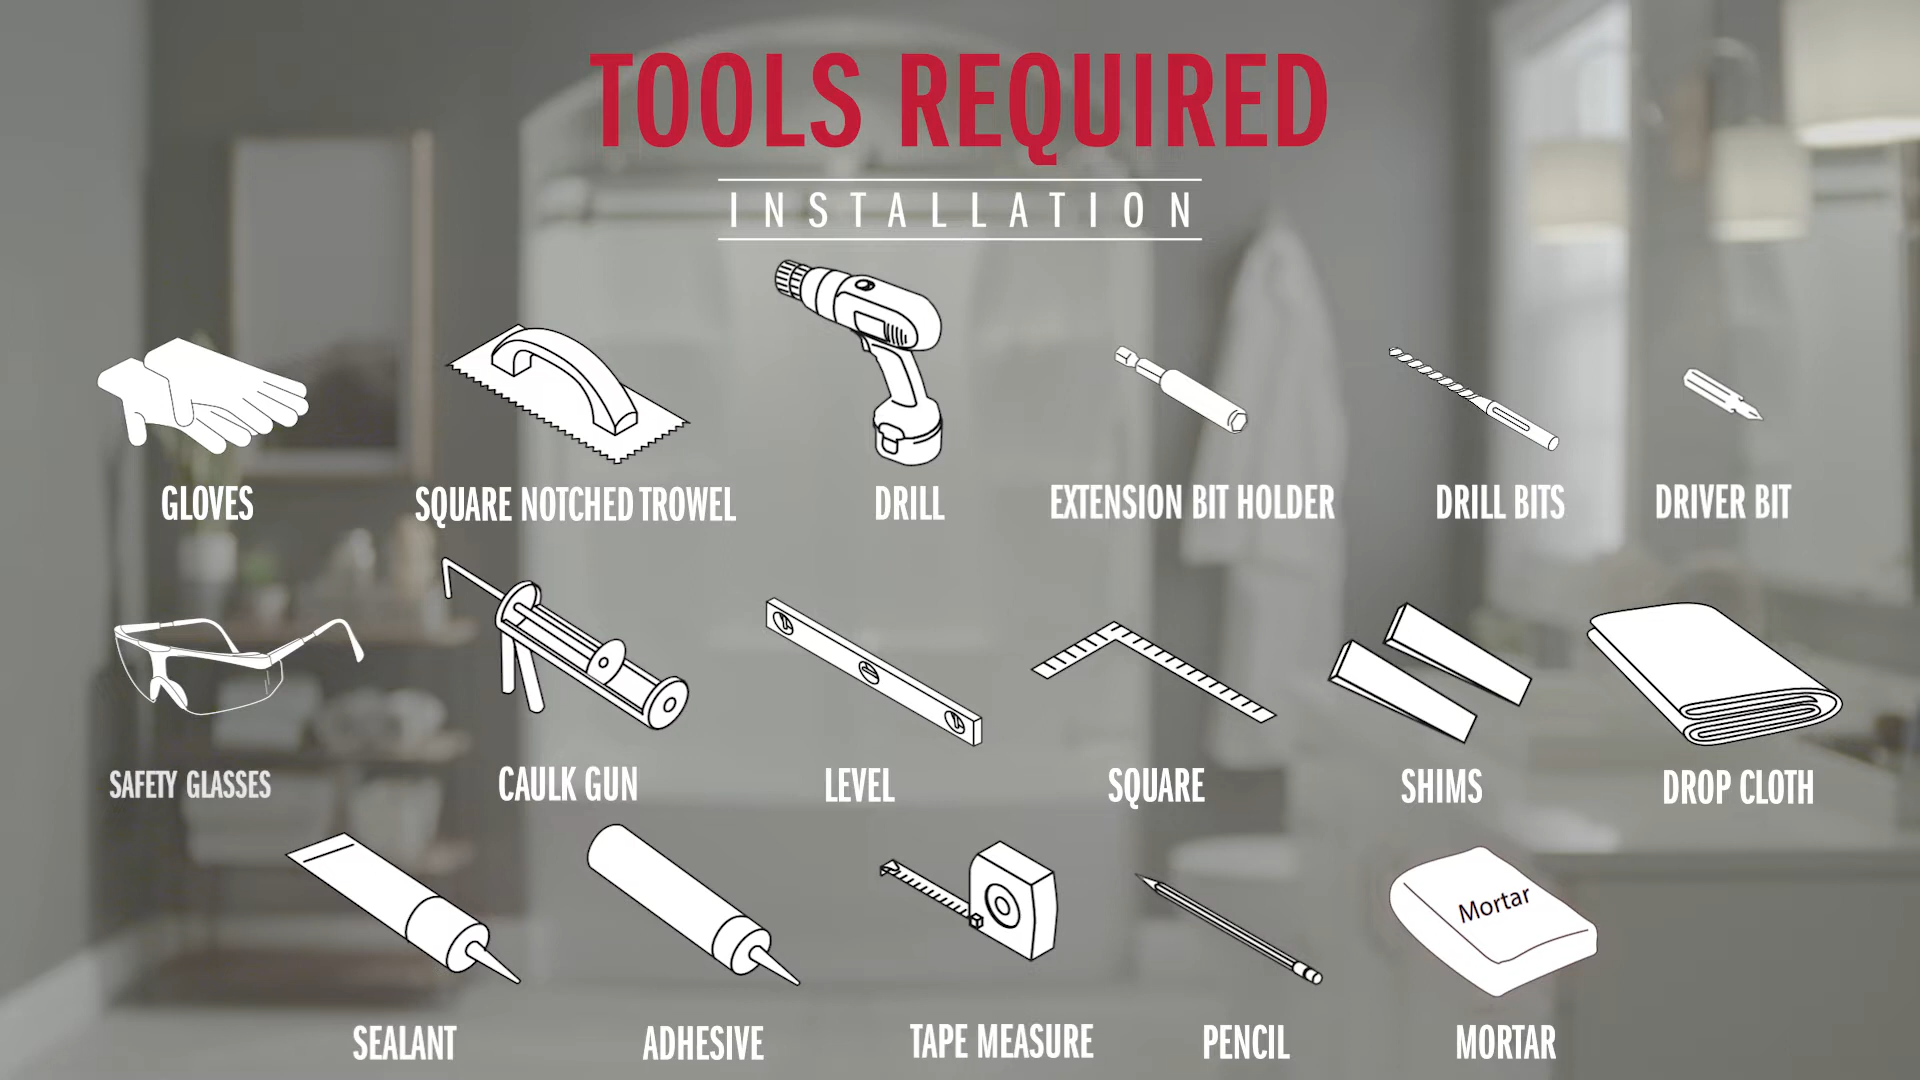 TOOLS REQUIRED
INSTALLATION
GLOVES
SQUARE NOTCHED TROWEL
DRILL
EXTENSION BIT HOLDER
DRILL BITS
DRIVER BIT
SAFETY GLASSES
CAULK GUN
LEVEL
SQUARE
SHIMS
DROP CLOTH
Mortar
SEALANT
ADHESIVE
TAPE MEASURE
PENCIL
MORTAR